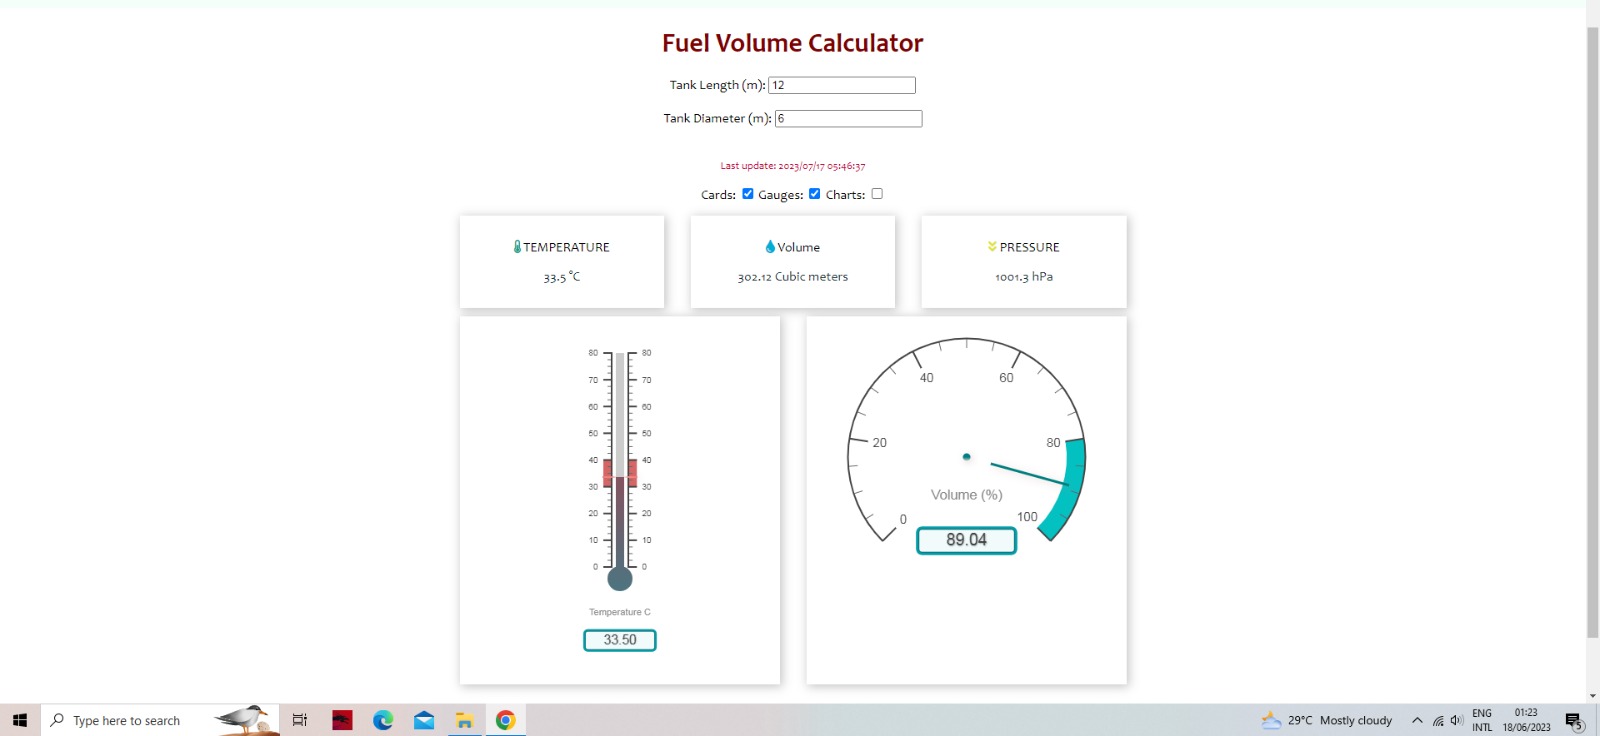 Fuel Volume Calculator
Tank Length (m): 12
Tank Diameter (m): 6
Last update: 2023/07/17 05:46:37
Cards: Gauges: Charts:
TEMPERATURE
33.5 °C
Volume
302.12 Cubic meters
PRESSURE
1001.3 hPa
80 80
70 70
60 60
50 50
40 40
30 30
20 20
10 10
0 0
Temperature C
33.50
40 60
20 80
Volume (%)
0 100
89.04
Type here to search
29°C Mostly cloudy
ENG
INTL
01:23
18/06/2023
5